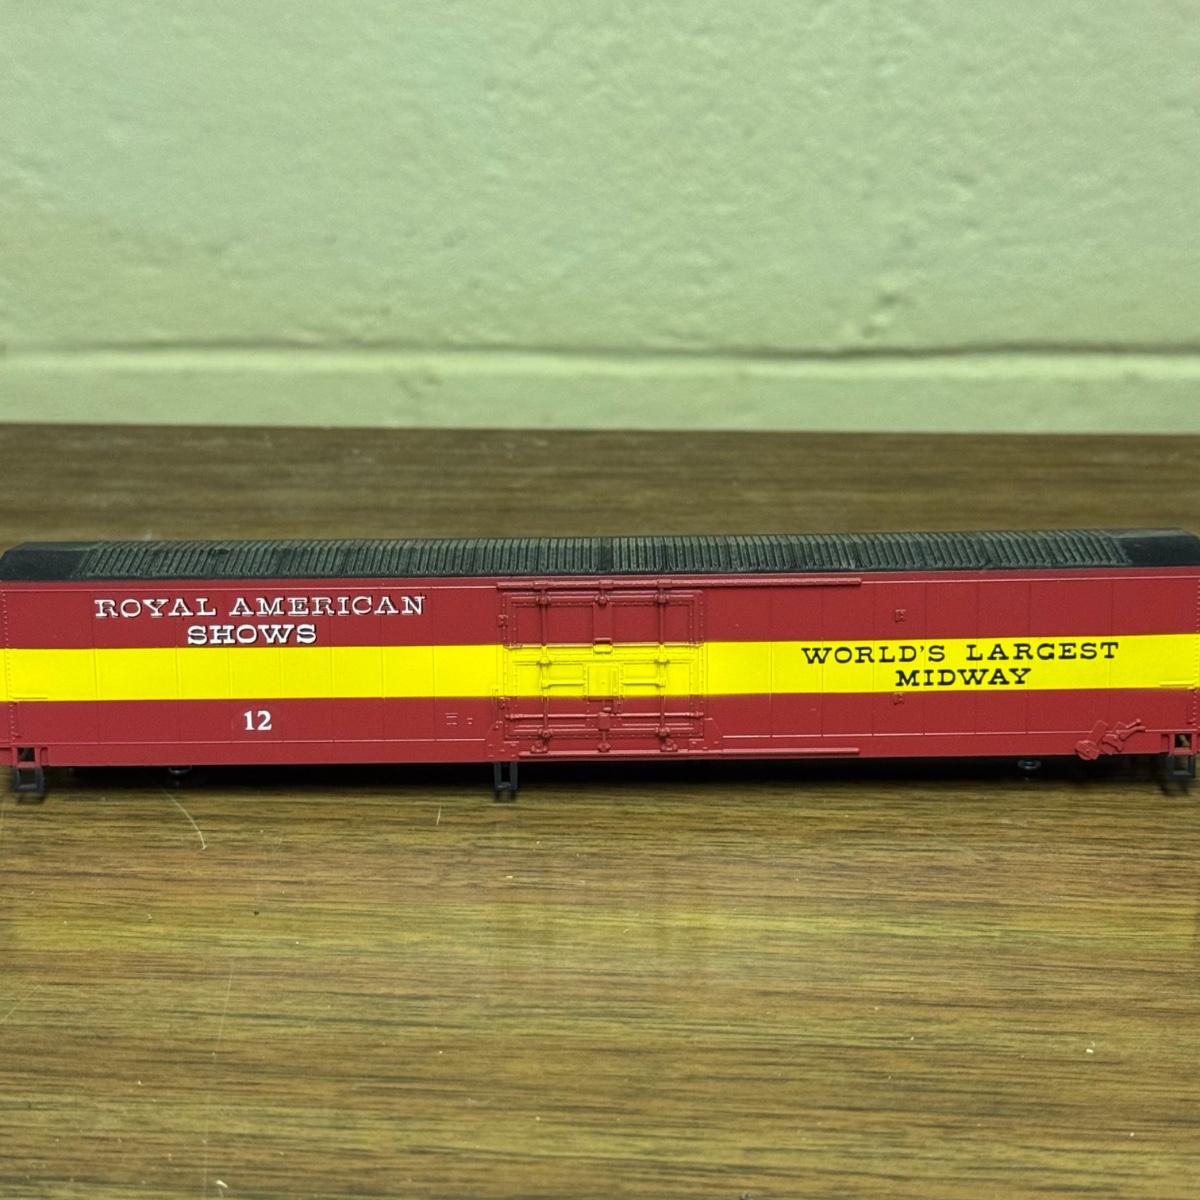 ROYAL AMERICAN
SHOWS
WORLD'S LARGEST
MIDWAY
12